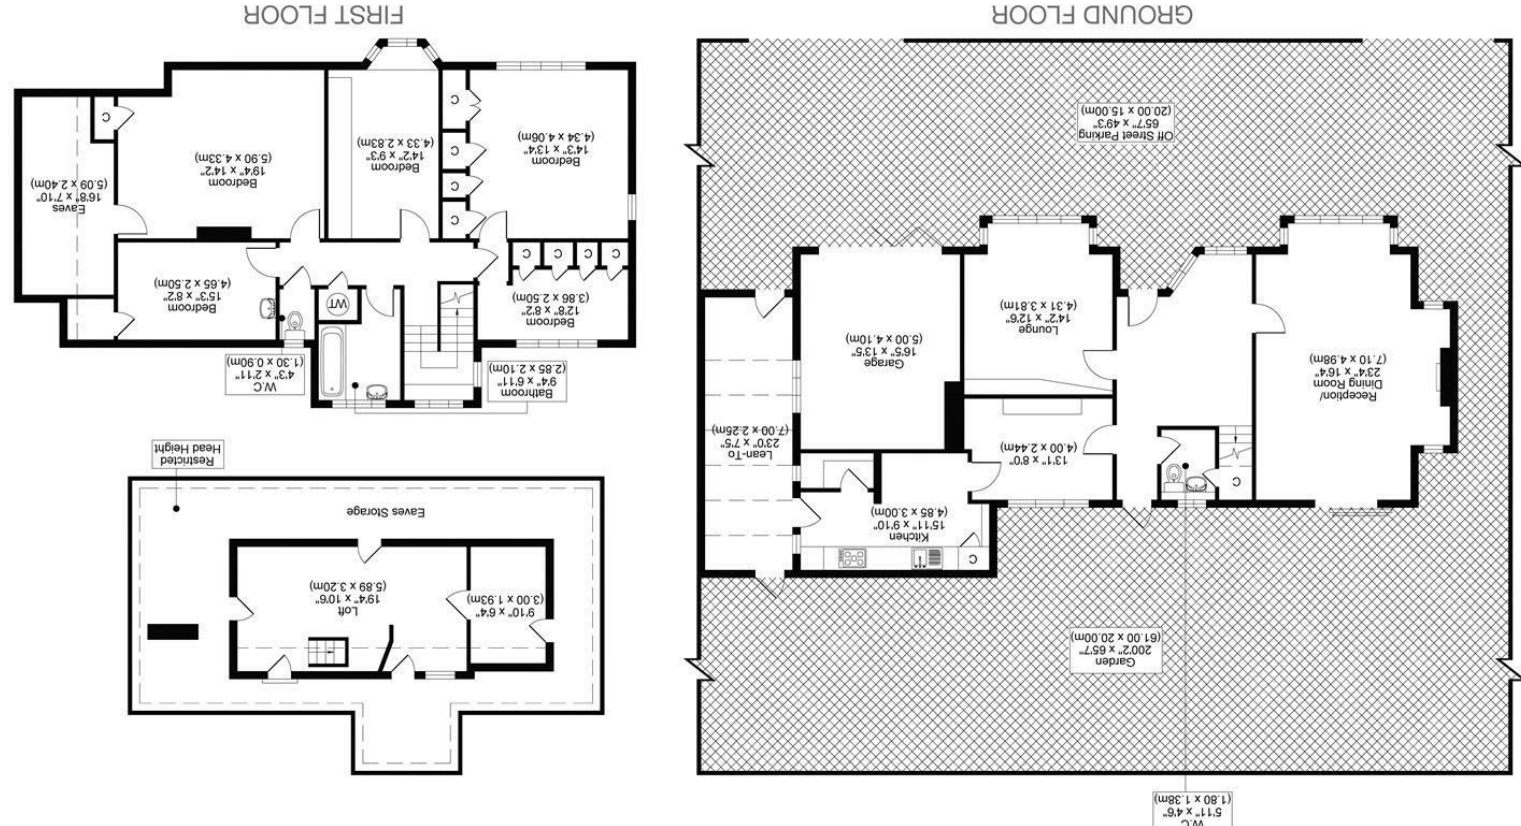 W.C
5'11" x 4'6"
(1.80 x 1.38m)
Garden
200'2" x 65'7"
(61.00 x 20.00m)
C
Kitchen
15'11" x 9'10"
(4.85 x 3.00m)
C
13'1" x 8'0"
(4.00 x 2.44m)
Lean-To
23'0" x 7'5"
(7.00 x 2.25m)
Reception/
Dining Room
23'4" x 16'4"
(7.10 x 4.98m)
Lounge
14'2" x 12'6"
(4.31 x 3.81m)
Garage
16'5" x 13'5"
(5.00 x 4.10m)
Off Street Parking
65'7" x 49'3"
(20.00 x 15.00m)
GROUND FLOOR
Loft
19'4" x 10'6"
(5.89 x 3.20m)
9'10" x 6'4"
(3.00 x 1.93m)
Eaves Storage
Restricted
Head Height
Bathroom
9'4" x 6'11"
(2.85 x 2.10m)
W.C
4'3" x 2'11"
(1.30 x 0.90m)
Bedroom
12'8" x 8'2"
(3.86 x 2.50m)
WT
Bedroom
15'3" x 8'2"
(4.65 x 2.50m)
C
C
C
C
C
C
C
C
Bedroom
14'3" x 13'4"
(4.34 x 4.06m)
Bedroom
14'2" x 9'3"
(4.33 x 2.83m)
Bedroom
19'4" x 14'2"
(5.90 x 4.33m)
Eaves
16'8" x 7'10"
(5.09 x 2.40m)
C
FIRST FLOOR